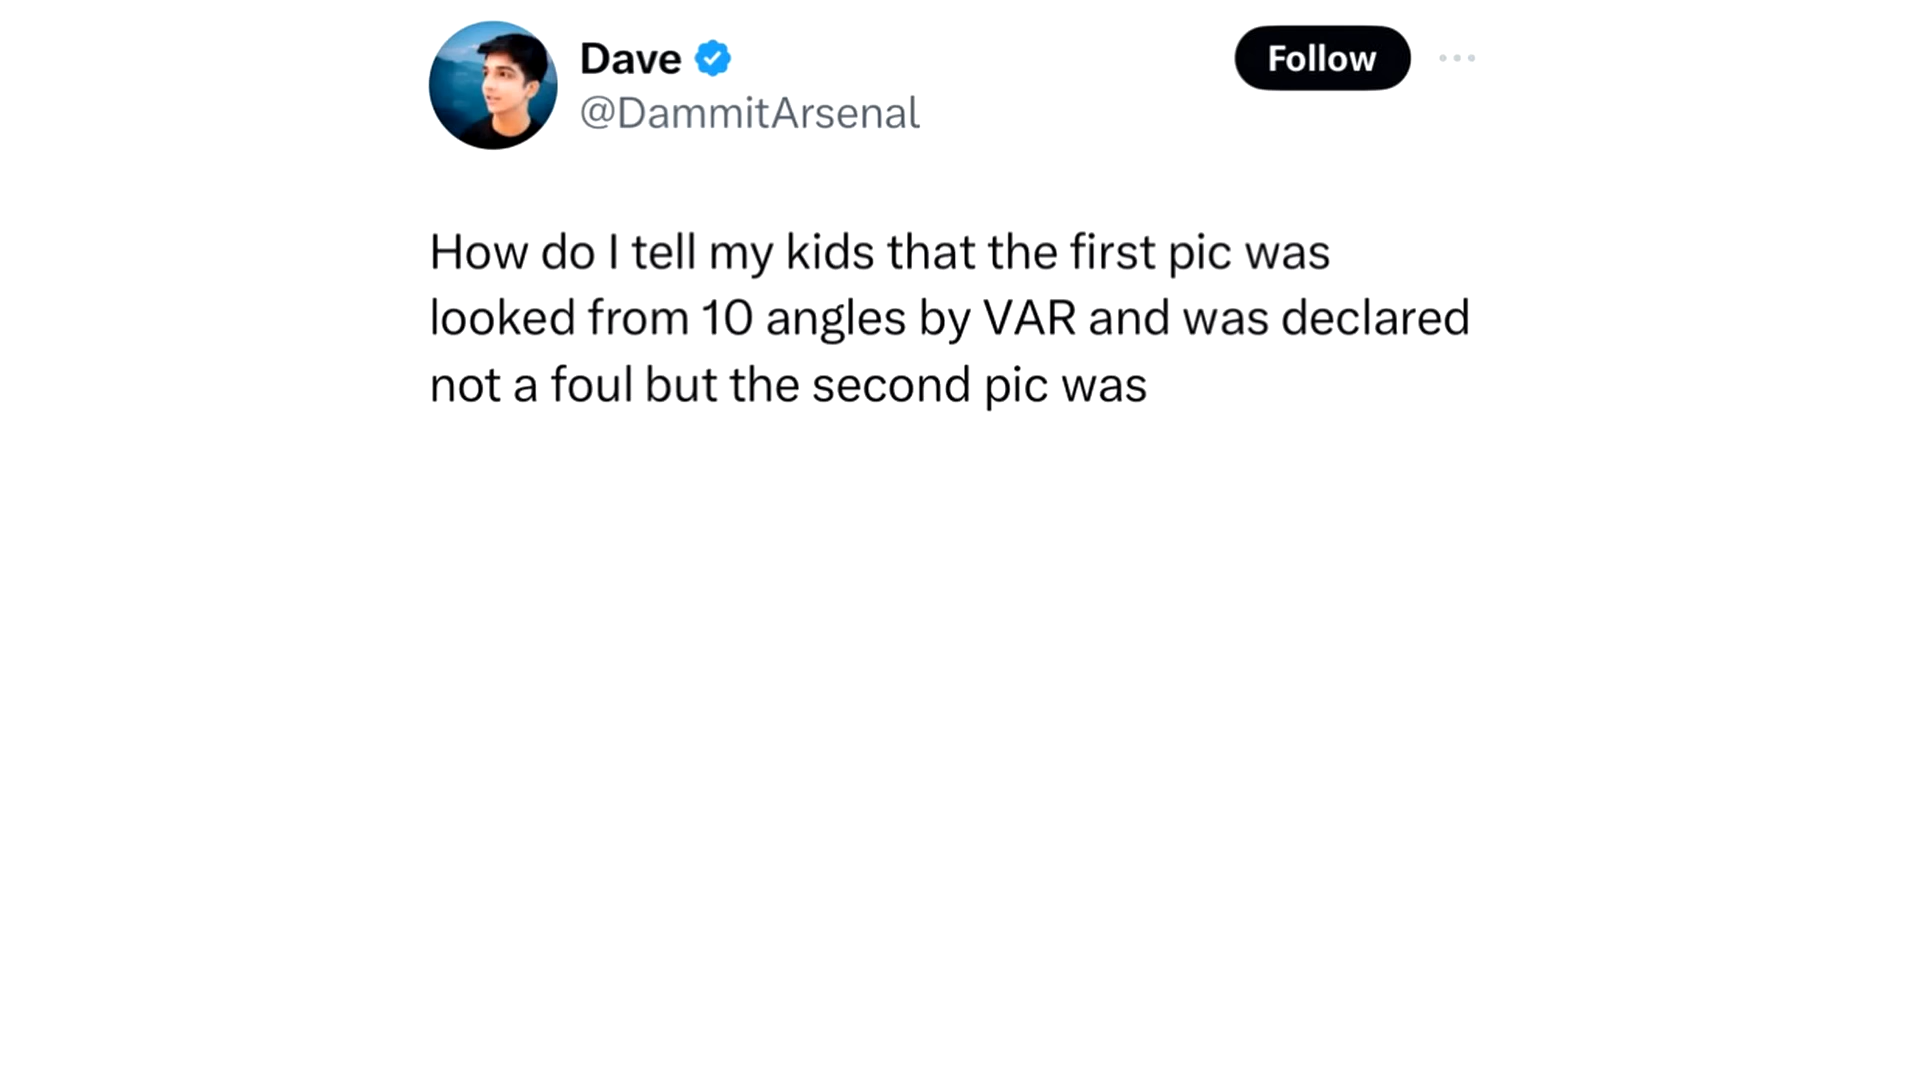 Dave
@DammitArsenal
Follow
How do I tell my kids that the first pic was
looked from 10 angles by VAR and was declared
not a foul but the second pic was